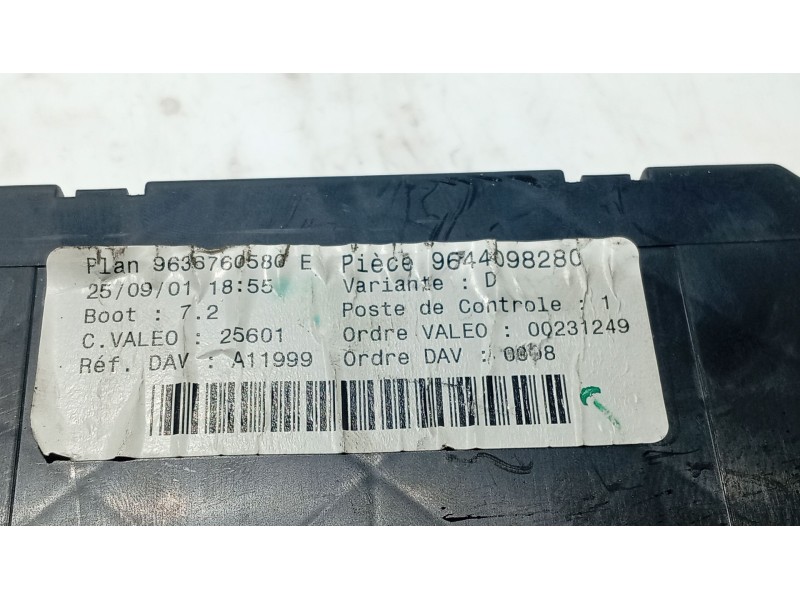 Plan 9636760580 E Pièce 9644098280
25/09/01 18:55 Variante : D
Boot : 7.2 Poste de Controle : 1
C.VALEO : 25601 Ordre VALEO : 00231249
Réf. DAV : A11999 Ordre DAV :